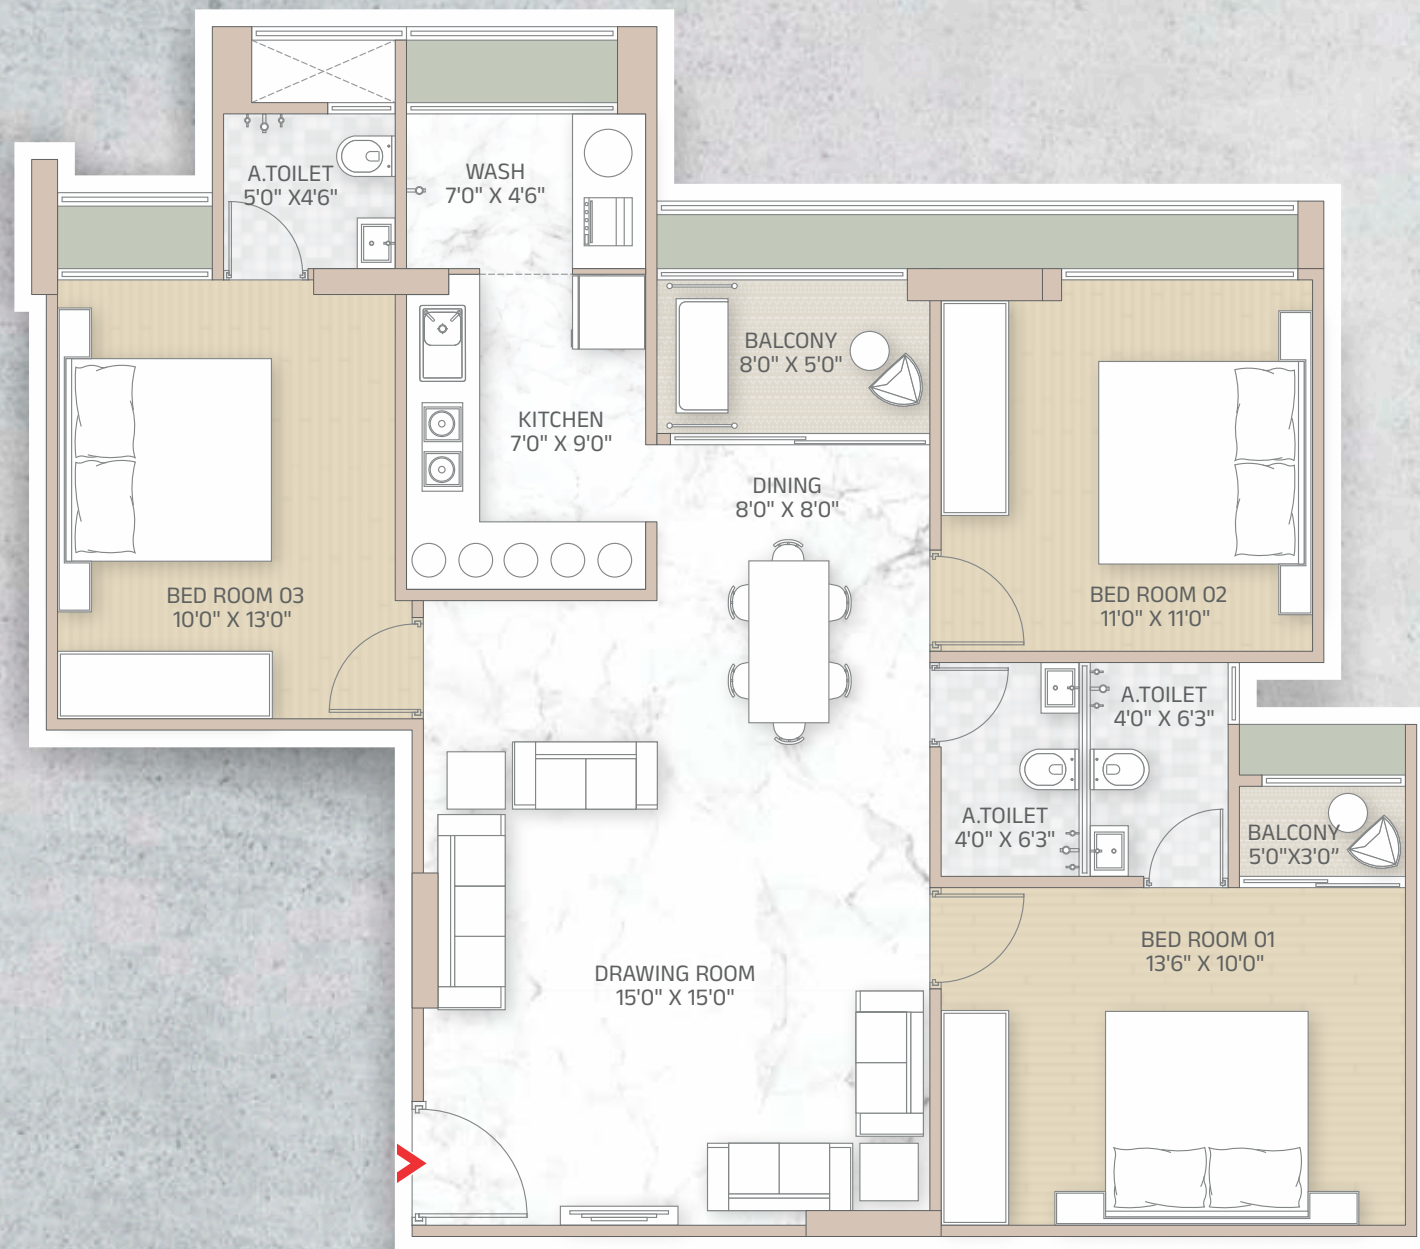 A.TOILET
5'0" X4'6"
WASH
7'0" X 4'6"
BALCONY
8'0" X 5'0"
KITCHEN
7'0" X 9'0"
DINING
8'0" X 8'0"
BED ROOM 03
10'0" X 13'0"
BED ROOM 02
11'0" X 11'0"
A.TOILET
4'0" X 6'3"
A.TOILET
4'0" X 6'3"
BALCONY
5'0"X3'0”
BED ROOM 01
13'6" X 10'0"
DRAWING ROOM
15'0" X 15'0"